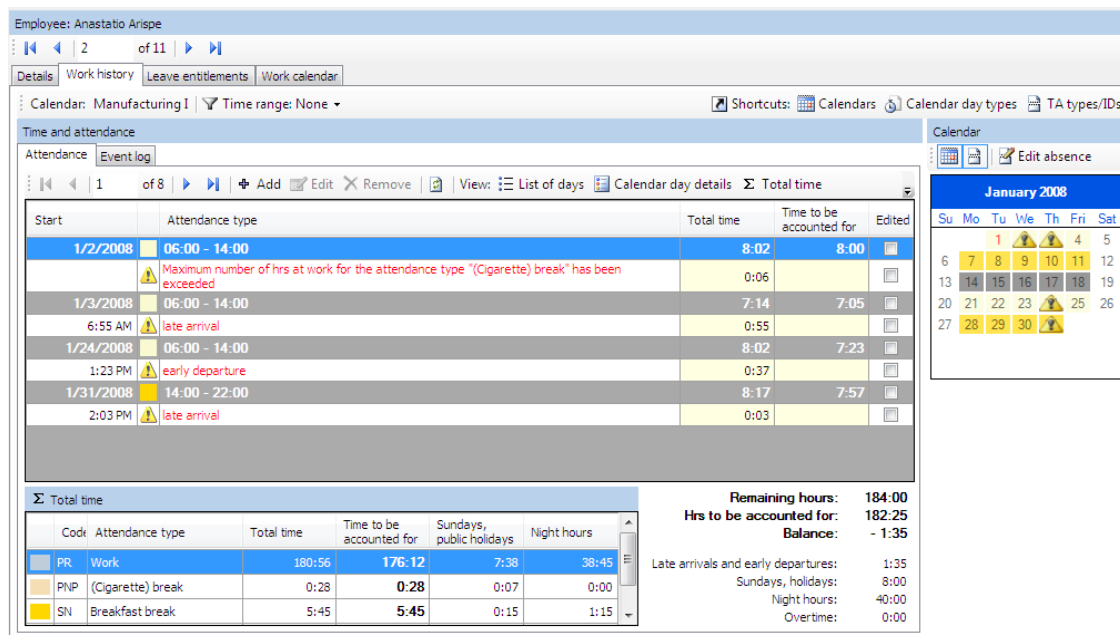 Employee: Anastatio Arispe
2 of 11
Details Work history Leave entitlements Work calendar
Calendar: Manufacturing I Time range: None Shortcuts: Calendars Calendar day types TA types/IDs
Time and attendance
Attendance Event log
1 of 8 Add Edit Remove View: List of days Calendar day details Σ Total time
Start Attendance type Total time Time to be accounted for Edited
1/2/2008 06:00 - 14:00 8:02 8:00
Maximum number of hrs at work for the attendance type "(Cigarette) break" has been
exceeded 0:06
1/3/2008 06:00 - 14:00 7:14 7:05
6:55 AM late arrival 0:55
1/24/2008 06:00 - 14:00 8:02 7:23
1:23 PM early departure 0:37
1/31/2008 14:00 - 22:00 8:17 7:57
2:03 PM late arrival 0:03
Calendar
Edit absence
January 2008
Su Mo Tu We Th Fri Sat
1 4 5
6 7 8 9 10 11 12
13 14 15 16 17 18 19
20 21 22 23 25 26
27 28 29 30
Σ Total time
Code Attendance type Total time Time to be accounted for Sundays, public holidays Night hours
PR Work 180:56 176:12 7:38 38:45
PNP (Cigarette) break 0:28 0:28 0:07 0:00
SN Breakfast break 5:45 5:45 0:15 1:15
Remaining hours: 184:00
Hrs to be accounted for: 182:25
Balance: - 1:35
Late arrivals and early departures: 1:35
Sundays, holidays: 8:00
Night hours: 40:00
Overtime: 0:00